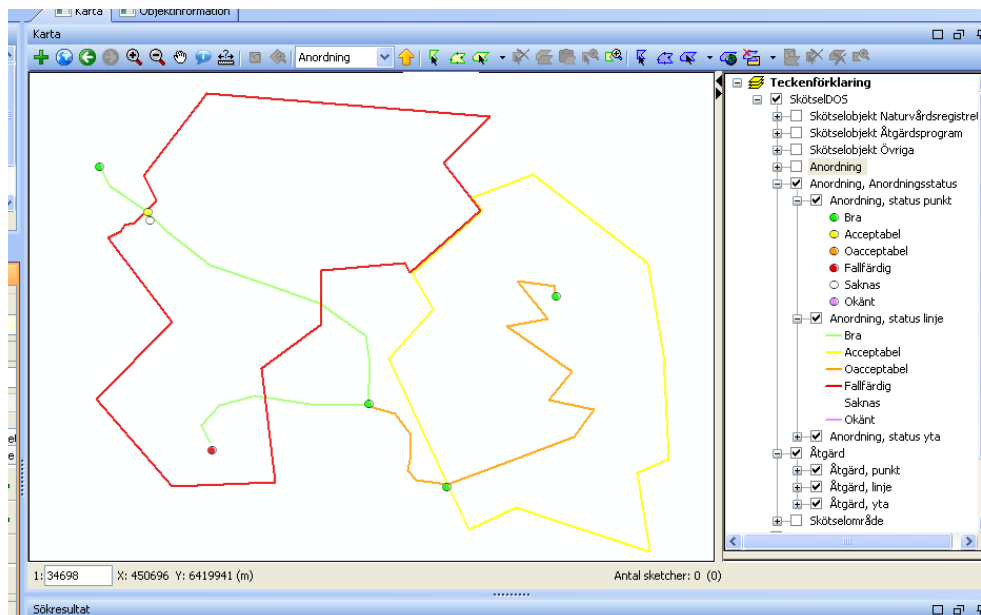 Karta
Objektinformation
Karta
Anordning
Teckenförklaring
SkötselDOS
Skötselobjekt Naturvårdsregistrel
Skötselobjekt Åtgärdsprogram
Skötselobjekt Övriga
Anordning
Anordning, Anordningsstatus
Anordning, status punkt
Bra
Acceptabel
Oacceptabel
Fallfärdig
Saknas
Okänt
Anordning, status linje
Bra
Acceptabel
Oacceptabel
Fallfärdig
Saknas
Okänt
Anordning, status yta
Åtgärd
Åtgärd, punkt
Åtgärd, linje
Åtgärd, yta
Skötselområde
1: 34698 X: 450696 Y: 6419941 (m) Antal sketcher: 0 (0)
Sökresultat